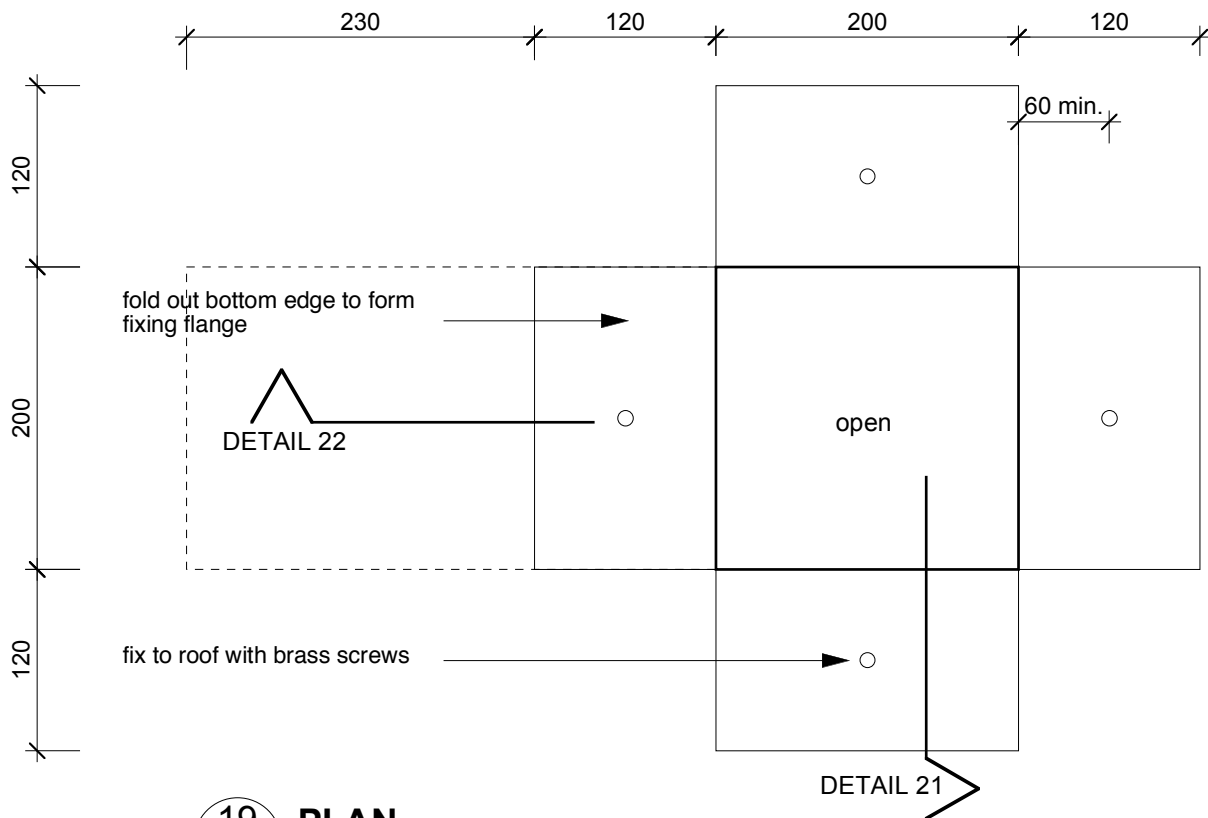 230 120 200 120
60 min.
120
fold out bottom edge to form
fixing flange
200
open
DETAIL 22
fix to roof with brass screws
120
DETAIL 21
19 PLAN